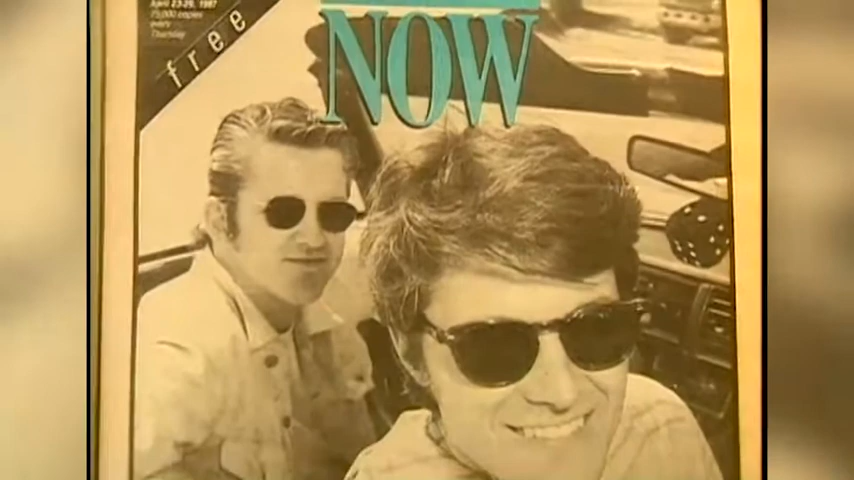 April 23-29, 1987
75,000 copies
every
Thursday
free
NOW